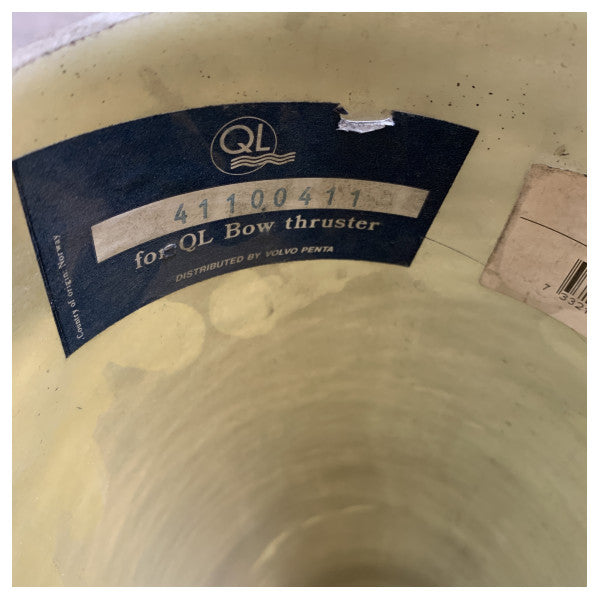 QL
41100411
for QL Bow thruster
DISTRIBUTED BY VOLVO PENTA
Country of origin: Norway